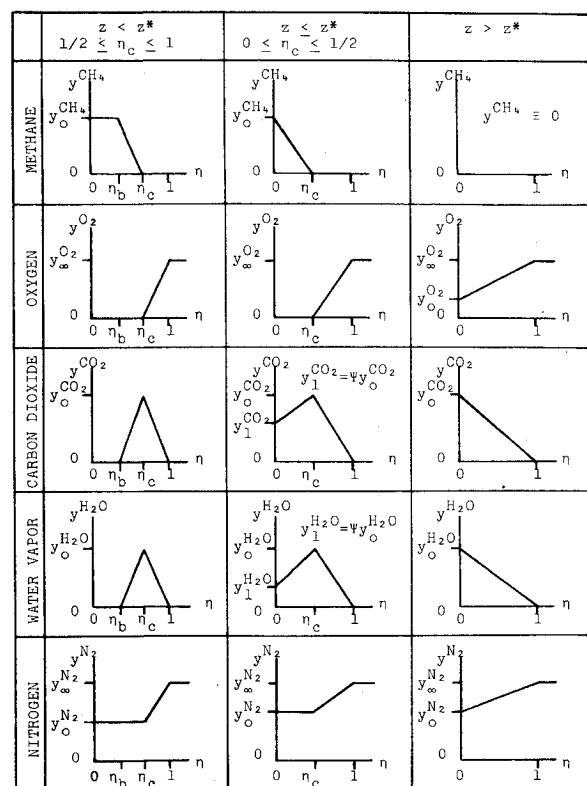 z < z*
1/2 ≤ η_c ≤ 1
z ≤ z*
0 ≤ η_c ≤ 1/2
z > z*
METHANE
y^CH₄
y_o^CH₄
0
0 η_b η_c 1 η
y^CH₄
y_o^CH₄
0
0 η_c 1 η
y^CH₄
y^CH₄ ≡ 0
0
0 1 η
OXYGEN
y^O₂
y_∞^O₂
0
0 η_b η_c 1 η
y^O₂
y_∞^O₂
0
0 η_c 1 η
y^O₂
y_∞^O₂
y_o^O₂
0
0 1 η
CARBON DIOXIDE
y^CO₂
y_o^CO₂
0
0 η_b η_c 1 η
y^CO₂
y_1^CO₂=Ψy_o^CO₂
y_o^CO₂
y_1^CO₂
0
0 η_c 1 η
y^CO₂
y_o^CO₂
0
0 1 η
WATER VAPOR
y^H₂O
y_o^H₂O
0
0 η_b η_c 1 η
y^H₂O
y_1^H₂O=Ψy_o^H₂O
y_o^H₂O
y_1^H₂O
0
0 η_c 1 η
y^H₂O
y_o^H₂O
0
0 1 η
NITROGEN
y^N₂
y_∞^N₂
y_o^N₂
0
0 η_b η_c 1 η
y^N₂
y_∞^N₂
y_o^N₂
0
0 η_c 1 η
y^N₂
y_∞^N₂
y_o^N₂
0
0 1 η